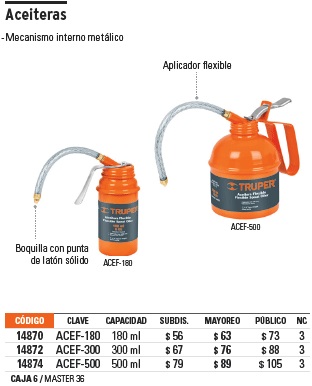 Aceiteras
- Mecanismo interno metálico
Aplicador flexible
TRUPER
TRUPER
Boquilla con punta
de latón sólido
ACEF-180
ACEF-500
CÓDIGO CLAVE CAPACIDAD SUBDIS. MAYOREO PÚBLICO NC
14870 ACEF-180 180 ml $ 56 $ 63 $ 73 3
14872 ACEF-300 300 ml $ 67 $ 76 $ 88 3
14874 ACEF-500 500 ml $ 79 $ 89 $ 105 3
CAJA 6 / MASTER 36